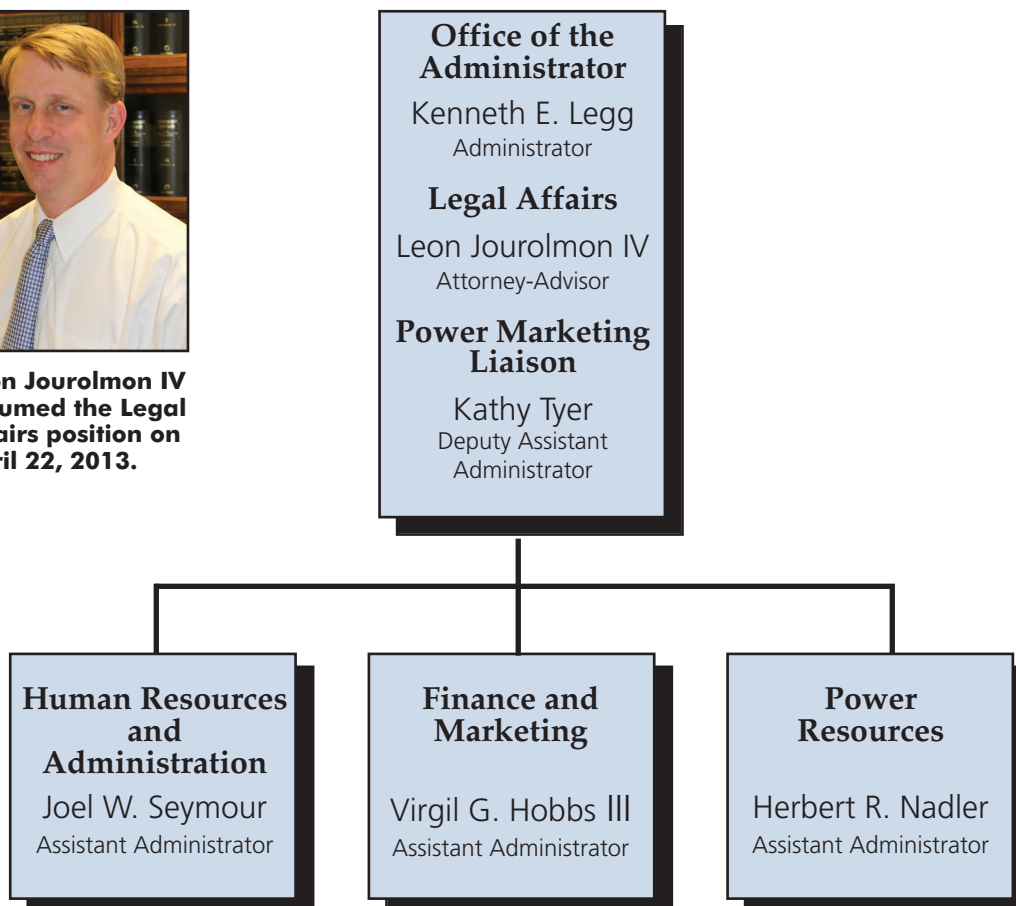 on Jourolmon IV
umed the Legal
airs position on
ril 22, 2013.
Office of the
Administrator
Kenneth E. Legg
Administrator
Legal Affairs
Leon Jourolmon IV
Attorney-Advisor
Power Marketing
Liaison
Kathy Tyer
Deputy Assistant
Administrator
Human Resources
and
Administration
Joel W. Seymour
Assistant Administrator
Finance and
Marketing
Virgil G. Hobbs III
Assistant Administrator
Power
Resources
Herbert R. Nadler
Assistant Administrator